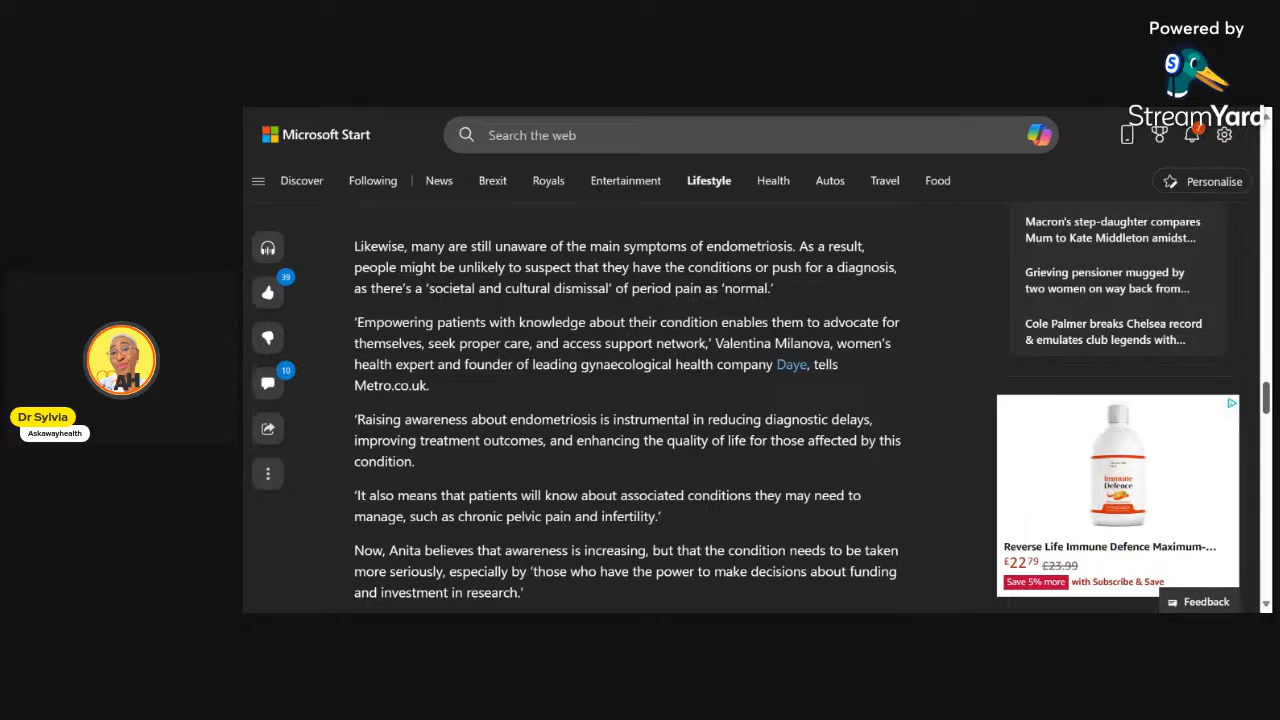 Powered by
StreamYard
Microsoft Start
Search the web
Discover
Following
News
Brexit
Royals
Entertainment
Lifestyle
Health
Autos
Travel
Food
Personalise
Likewise, many are still unaware of the main symptoms of endometriosis. As a result,
people might be unlikely to suspect that they have the conditions or push for a diagnosis,
as there's a ‘societal and cultural dismissal’ of period pain as ‘normal.’
‘Empowering patients with knowledge about their condition enables them to advocate for
themselves, seek proper care, and access support network,’ Valentina Milanova, women's
health expert and founder of leading gynaecological health company Daye, tells
Metro.co.uk.
‘Raising awareness about endometriosis is instrumental in reducing diagnostic delays,
improving treatment outcomes, and enhancing the quality of life for those affected by this
condition.
‘It also means that patients will know about associated conditions they may need to
manage, such as chronic pelvic pain and infertility.’
Now, Anita believes that awareness is increasing, but that the condition needs to be taken
more seriously, especially by ‘those who have the power to make decisions about funding
and investment in research.’
39
10
AH
Dr Sylvia
Askawayhealth
Macron's step-daughter compares
Mum to Kate Middleton amidst...
Grieving pensioner mugged by
two women on way back from...
Cole Palmer breaks Chelsea record
& emulates club legends with...
Immune
Defence
Reverse Life Immune Defence Maximum-...
£22.79 £23.99
Save 5% more with Subscribe & Save
Feedback